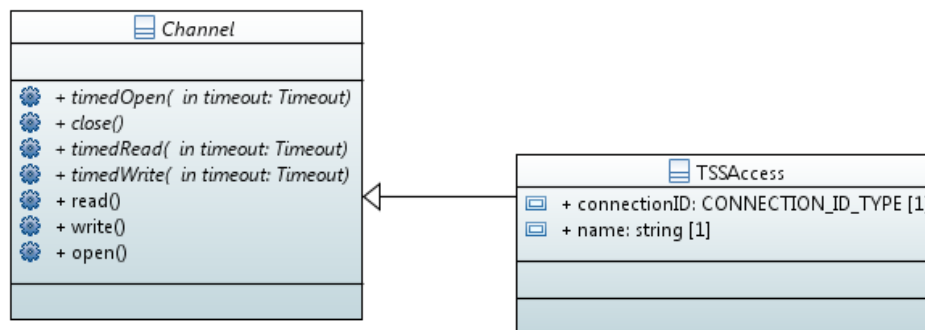 Channel
+ timedOpen( in timeout: Timeout)
+ close()
+ timedRead( in timeout: Timeout)
+ timedWrite( in timeout: Timeout)
+ read()
+ write()
+ open()
TSSAccess
+ connectionID: CONNECTION_ID_TYPE [1]
+ name: string [1]